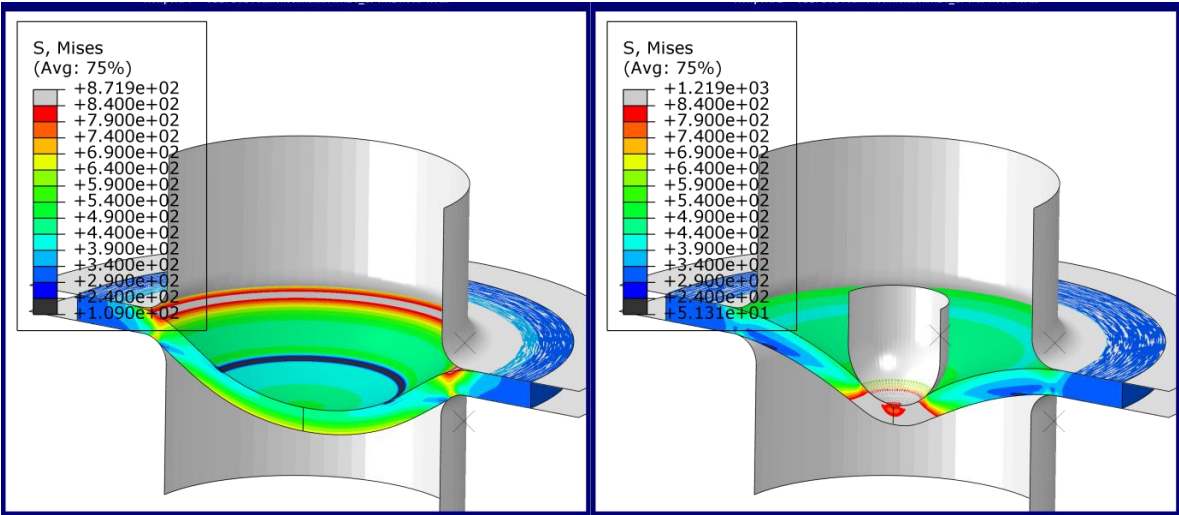 S, Mises
(Avg: 75%)
+8.719e+02
+8.400e+02
+7.900e+02
+7.400e+02
+6.900e+02
+6.400e+02
+5.900e+02
+5.400e+02
+4.900e+02
+4.400e+02
+3.900e+02
+3.400e+02
+2.900e+02
+2.400e+02
+1.090e+02
S, Mises
(Avg: 75%)
+1.219e+03
+8.400e+02
+7.900e+02
+7.400e+02
+6.900e+02
+6.400e+02
+5.900e+02
+5.400e+02
+4.900e+02
+4.400e+02
+3.900e+02
+3.400e+02
+2.900e+02
+2.400e+02
+5.131e+01